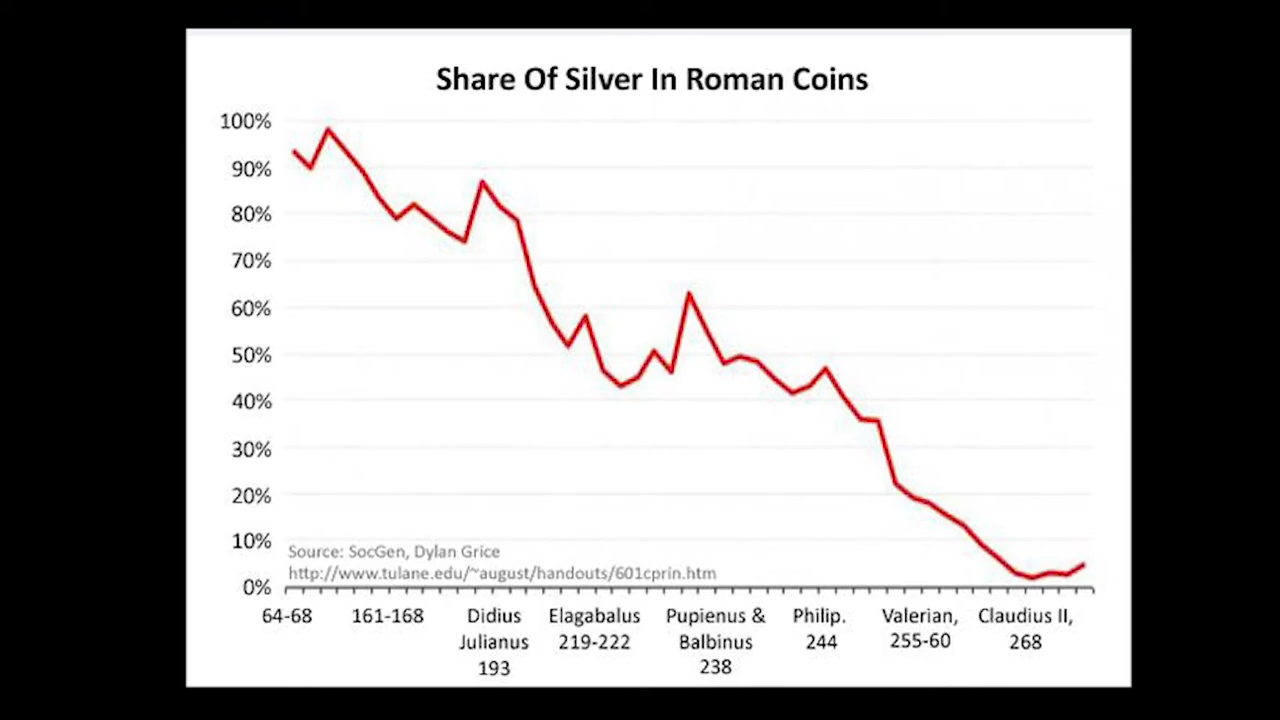 Share Of Silver In Roman Coins
100%
90%
80%
70%
60%
50%
40%
30%
20%
10%
0%
Source: SocGen, Dylan Grice
http://www.tulane.edu/~august/handouts/601cprin.htm
64-68
161-168
Didius
Julianus
193
Elagabalus
219-222
Pupienus &
Balbinus
238
Philip.
244
Valerian,
255-60
Claudius II,
268